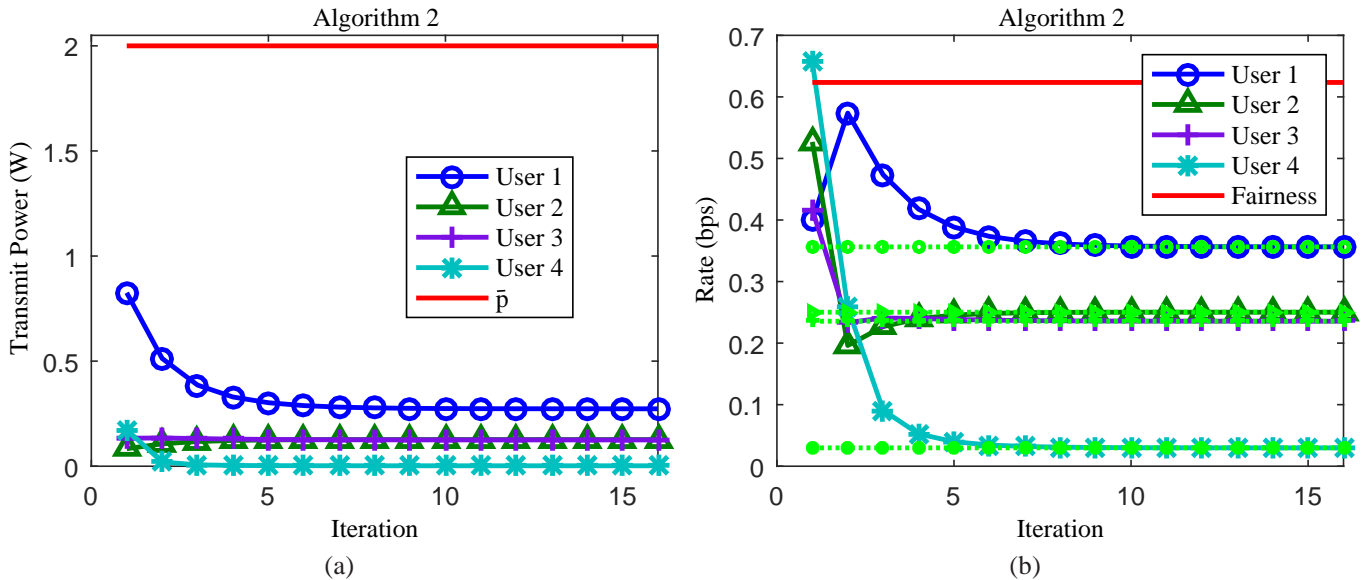 Algorithm 2
2
1.5
1
0.5
0
0
5
10
15
Transmit Power (W)
Iteration
User 1
User 2
User 3
User 4
p̄
(a)
Algorithm 2
0.7
0.6
0.5
0.4
0.3
0.2
0.1
0
0
5
10
15
Rate (bps)
Iteration
User 1
User 2
User 3
User 4
Fairness
(b)